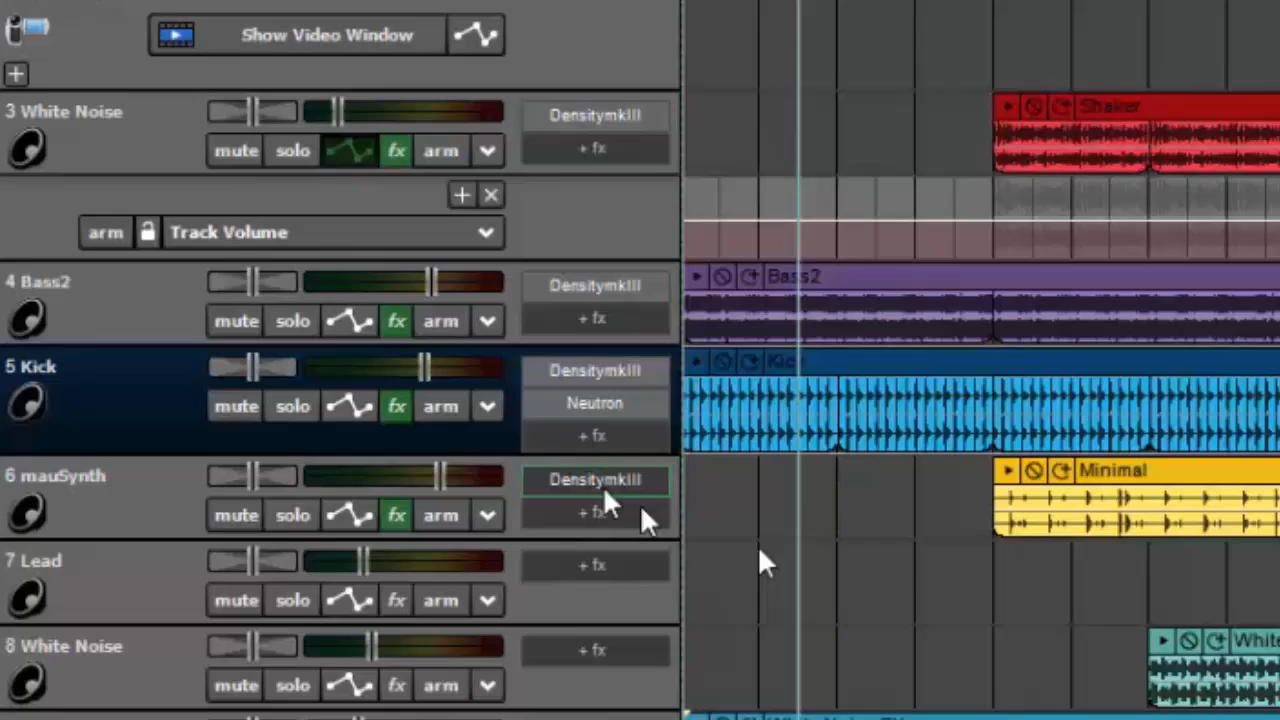 Show Video Window
3 White Noise
DensitymkIII
mute solo fx arm
+ fx
Shaker
arm Track Volume
4 Bass2
DensitymkIII
mute solo fx arm
+ fx
Bass2
5 Kick
DensitymkIII
mute solo fx arm
Neutron
+ fx
Kick
6 mauSynth
DensitymkIII
mute solo fx arm
+ fx
Minimal
7 Lead
+ fx
mute solo fx arm
8 White Noise
+ fx
mute solo fx arm